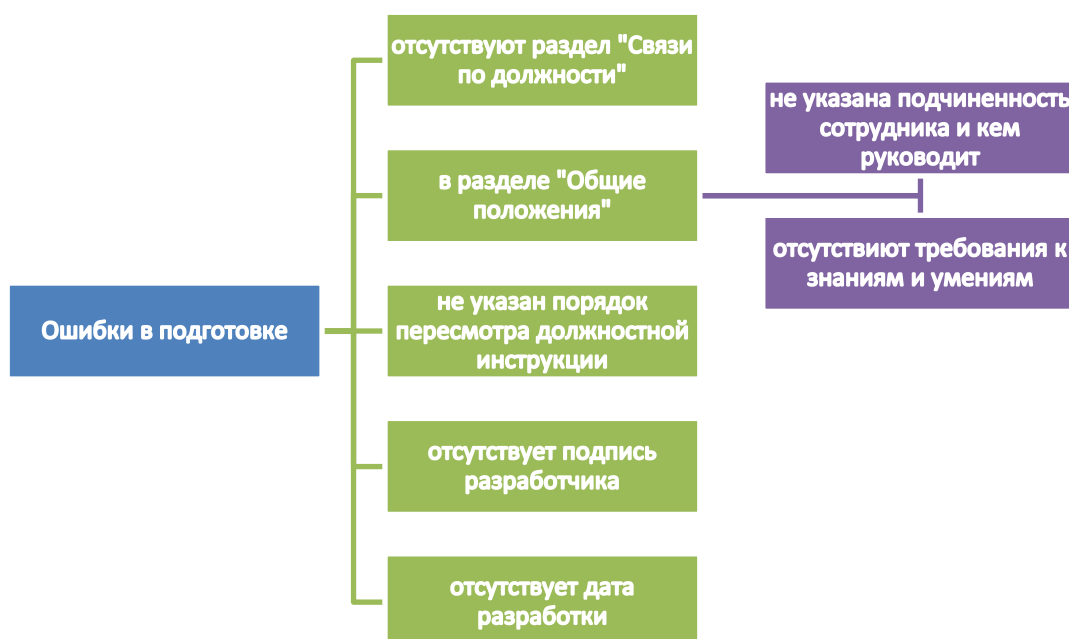 отсутствуют раздел "Связи
по должности"
не указана подчиненность
сотрудника и кем
руководит
в разделе "Общие
положения"
отсутствиют требования к
знаниям и умениям
Ошибки в подготовке
не указан порядок
пересмотра должностной
инструкции
отсутствует подпись
разработчика
отсутствует дата
разработки